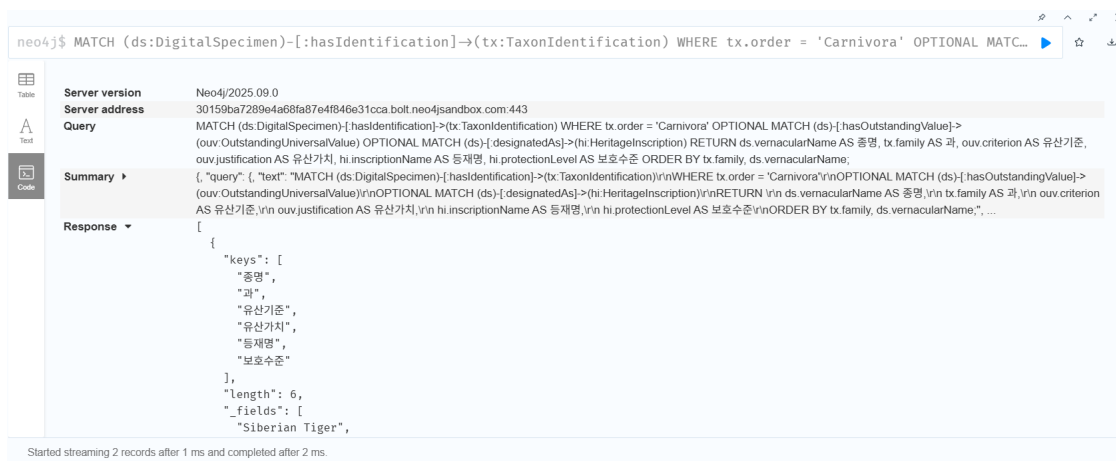 neo4j$ MATCH (ds:DigitalSpecimen)-[:hasIdentification]→(tx:TaxonIdentification) WHERE tx.order = 'Carnivora' OPTIONAL MATC…
Table
Text
Code
Server version Neo4j/2025.09.0
Server address 30159ba7289e4a68fa87e4f846e31cca.bolt.neo4jsandbox.com:443
Query MATCH (ds:DigitalSpecimen)-[:hasIdentification]->(tx:TaxonIdentification) WHERE tx.order = 'Carnivora' OPTIONAL MATCH (ds)-[:hasOutstandingValue]->
(ouv:OutstandingUniversalValue) OPTIONAL MATCH (ds)-[:designatedAs]->(hi:HeritageInscription) RETURN ds.vernacularName AS 종명, tx.family AS 과, ouv.criterion AS 유산기준,
ouv.justification AS 유산가치, hi.inscriptionName AS 등재명, hi.protectionLevel AS 보호수준 ORDER BY tx.family, ds.vernacularName;
Summary {, "query": {, "text": "MATCH (ds:DigitalSpecimen)-[:hasIdentification]->(tx:TaxonIdentification)\r\nWHERE tx.order = 'Carnivora'\r\nOPTIONAL MATCH (ds)-[:hasOutstandingValue]->
(ouv:OutstandingUniversalValue)\r\nOPTIONAL MATCH (ds)-[:designatedAs]->(hi:HeritageInscription)\r\nRETURN \r\n ds.vernacularName AS 종명,\r\n tx.family AS 과,\r\n ouv.criterion
AS 유산기준,\r\n ouv.justification AS 유산가치,\r\n hi.inscriptionName AS 등재명,\r\n hi.protectionLevel AS 보호수준\r\nORDER BY tx.family, ds.vernacularName;", ...
Response [
{
"keys": [
"종명",
"과",
"유산기준",
"유산가치",
"등재명",
"보호수준"
],
"length": 6,
"_fields": [
"Siberian Tiger",
Started streaming 2 records after 1 ms and completed after 2 ms.